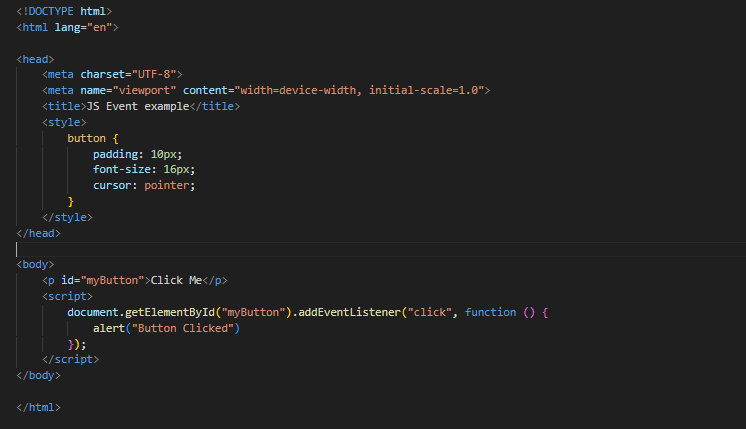 <!DOCTYPE html>
<html lang="en">
<head>
<meta charset="UTF-8">
<meta name="viewport" content="width=device-width, initial-scale=1.0">
<title>JS Event example</title>
<style>
button {
padding: 10px;
font-size: 16px;
cursor: pointer;
}
</style>
</head>
<body>
<p id="myButton">Click Me</p>
<script>
document.getElementById("myButton").addEventListener("click", function () {
alert("Button Clicked")
});
</script>
</body>
</html>